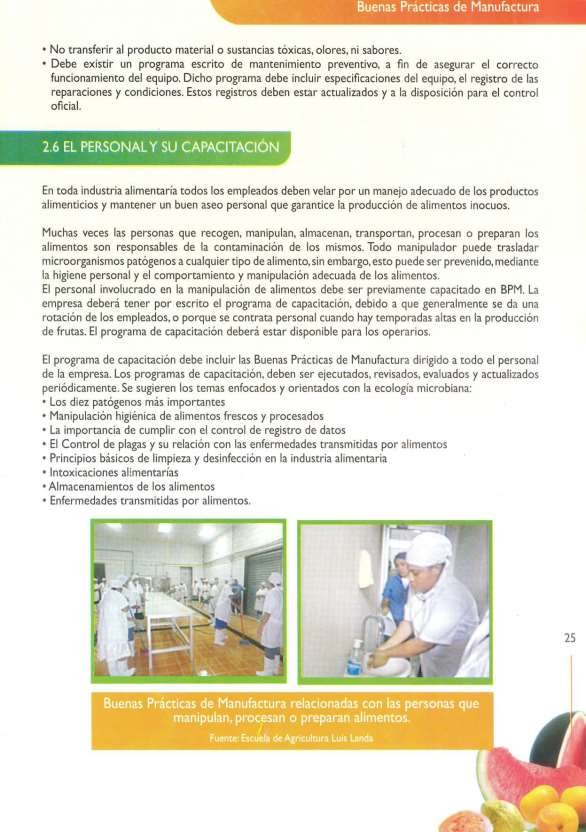 Buenas Prácticas de Manufactura
• No transferir al producto material o sustancias tóxicas, olores, ni sabores.
• Debe existir un programa escrito de mantenimiento preventivo, a fin de asegurar el correcto
funcionamiento del equipo. Dicho programa debe incluir especificaciones del equipo, el registro de las
reparaciones y condiciones. Estos registros deben estar actualizados y a la disposición para el control
oficial.
2.6 EL PERSONAL Y SU CAPACITACIÓN
En toda industria alimentaría todos los empleados deben velar por un manejo adecuado de los productos
alimenticios y mantener un buen aseo personal que garantice la producción de alimentos inocuos.
Muchas veces las personas que recogen, manipulan, almacenan, transportan, procesan o preparan los
alimentos son responsables de la contaminación de los mismos. Todo manipulador puede trasladar
microorganismos patógenos a cualquier tipo de alimento, sin embargo, esto puede ser prevenido, mediante
la higiene personal y el comportamiento y manipulación adecuada de los alimentos.
El personal involucrado en la manipulación de alimentos debe ser previamente capacitado en BPM. La
empresa deberá tener por escrito el programa de capacitación, debido a que generalmente se da una
rotación de los empleados, o porque se contrata personal cuando hay temporadas altas en la producción
de frutas. El programa de capacitación deberá estar disponible para los operarios.
El programa de capacitación debe incluir las Buenas Prácticas de Manufactura dirigido a todo el personal
de la empresa. Los programas de capacitación, deben ser ejecutados, revisados, evaluados y actualizados
periódicamente. Se sugieren los temas enfocados y orientados con la ecología microbiana:
• Los diez patógenos más importantes
• Manipulación higiénica de alimentos frescos y procesados
• La importancia de cumplir con el control de registro de datos
• El Control de plagas y su relación con las enfermedades transmitidas por alimentos
• Principios básicos de limpieza y desinfección en la industria alimentaria
• Intoxicaciones alimentarías
• Almacenamientos de los alimentos
• Enfermedades transmitidas por alimentos.
25
Buenas Prácticas de Manufactura relacionadas con las personas que
manipulan, procesan o preparan alimentos.
Fuente: Escuela de Agricultura Luis Landa